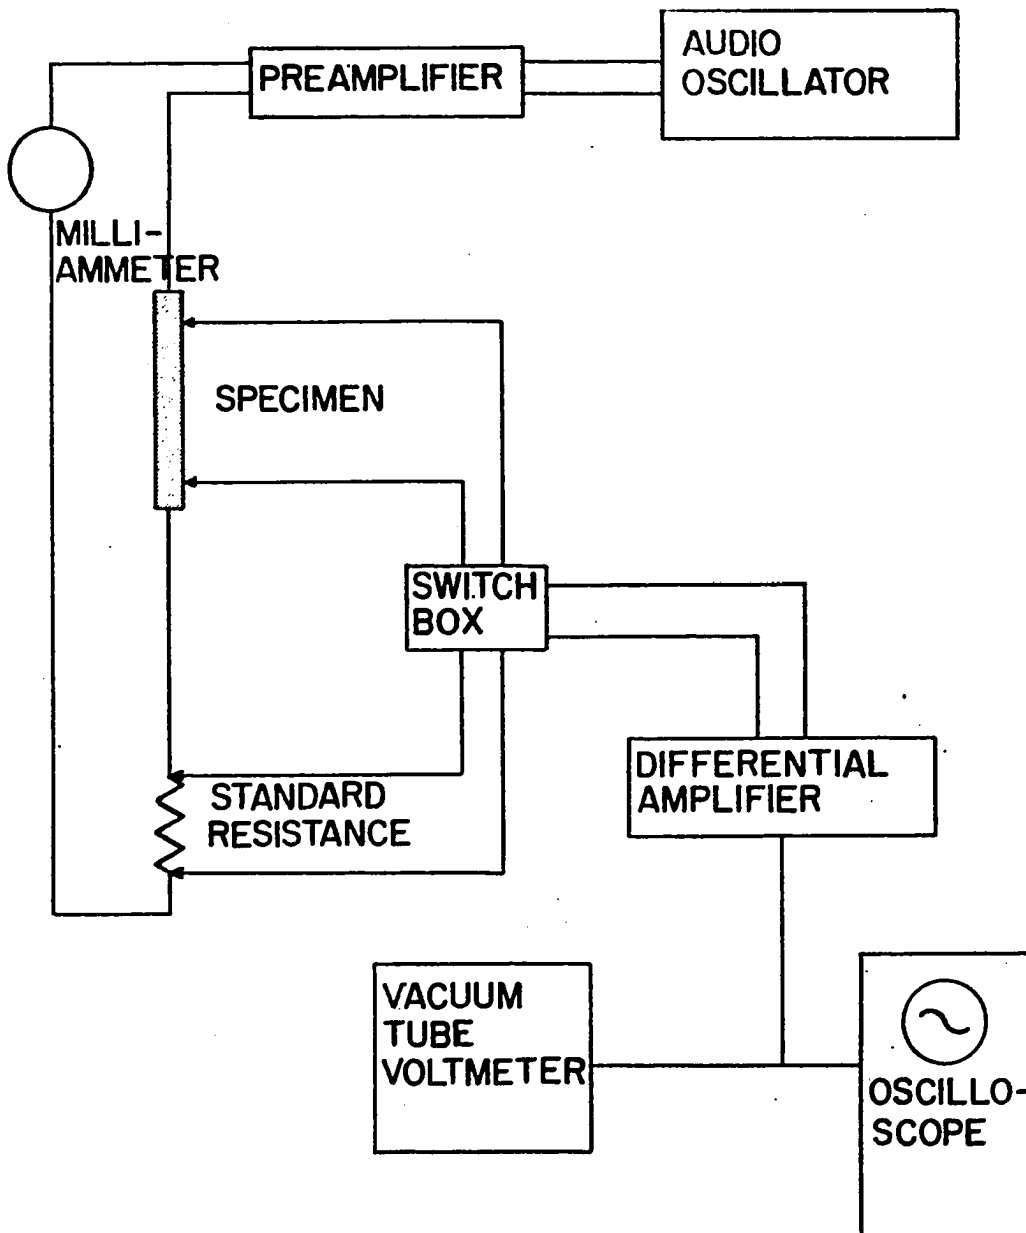 PREAMPLIFIER
AUDIO
OSCILLATOR
MILLI-
AMMETER
SPECIMEN
SWITCH
BOX
DIFFERENTIAL
AMPLIFIER
STANDARD
RESISTANCE
VACUUM
TUBE
VOLTMETER
OSCILLO-
SCOPE